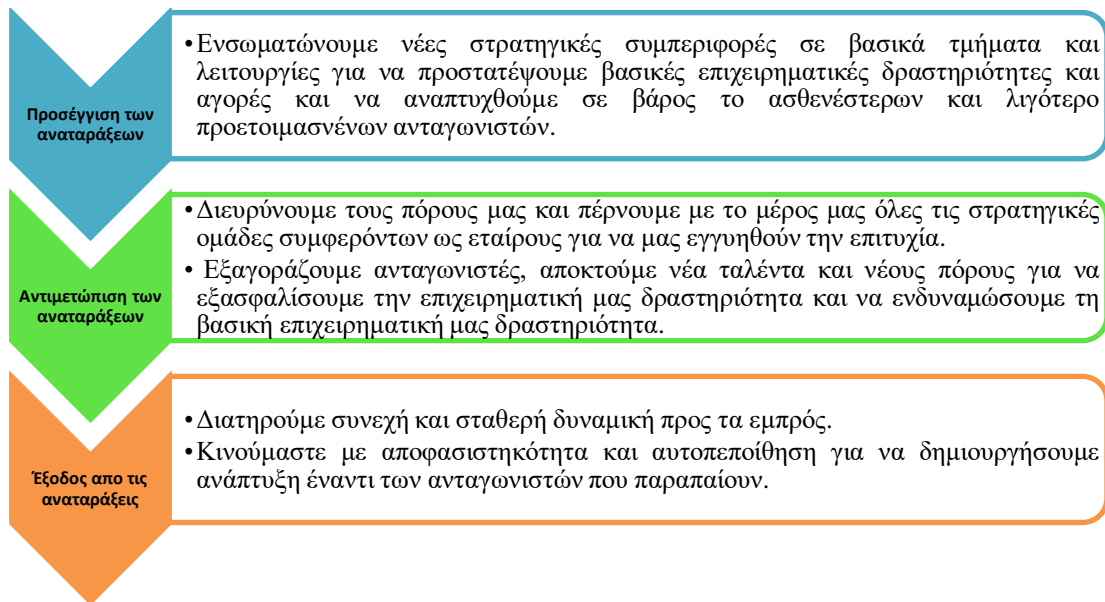 Προσέγγιση των
αναταράξεων
•Ενσωματώνουμε νέες στρατηγικές συμπεριφορές σε βασικά τμήματα και
λειτουργίες για να προστατέψουμε βασικές επιχειρηματικές δραστηριότητες και
αγορές και να αναπτυχθούμε σε βάρος το ασθενέστερων και λιγότερο
προετοιμασνένων ανταγωνιστών.
Αντιμετώπιση των
αναταράξεων
•Διευρύνουμε τους πόρους μας και πέρνουμε με το μέρος μας όλες τις στρατηγικές
ομάδες συμφερόντων ως εταίρους για να μας εγγυηθούν την επιτυχία.
• Εξαγοράζουμε ανταγωνιστές, αποκτούμε νέα ταλέντα και νέους πόρους για να
εξασφαλίσουμε την επιχειρηματική μας δραστηριότητα και να ενδυναμώσουμε τη
βασική επιχειρηματική μας δραστηριότητα.
Έξοδος απο τις
αναταράξεις
•Διατηρούμε συνεχή και σταθερή δυναμική προς τα εμπρός.
•Κινούμαστε με αποφασιστηκότητα και αυτοπεποίθηση για να δημιουργήσουμε
ανάπτυξη έναντι των ανταγωνιστών που παραπαίουν.